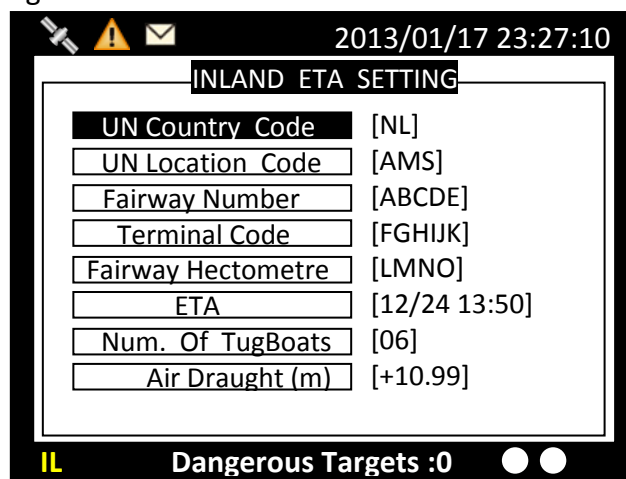 2013/01/17 23:27:10
INLAND ETA SETTING
UN Country Code [NL]
UN Location Code [AMS]
Fairway Number [ABCDE]
Terminal Code [FGHIJK]
Fairway Hectometre [LMNO]
ETA [12/24 13:50]
Num. Of TugBoats [06]
Air Draught (m) [+10.99]
IL Dangerous Targets :0